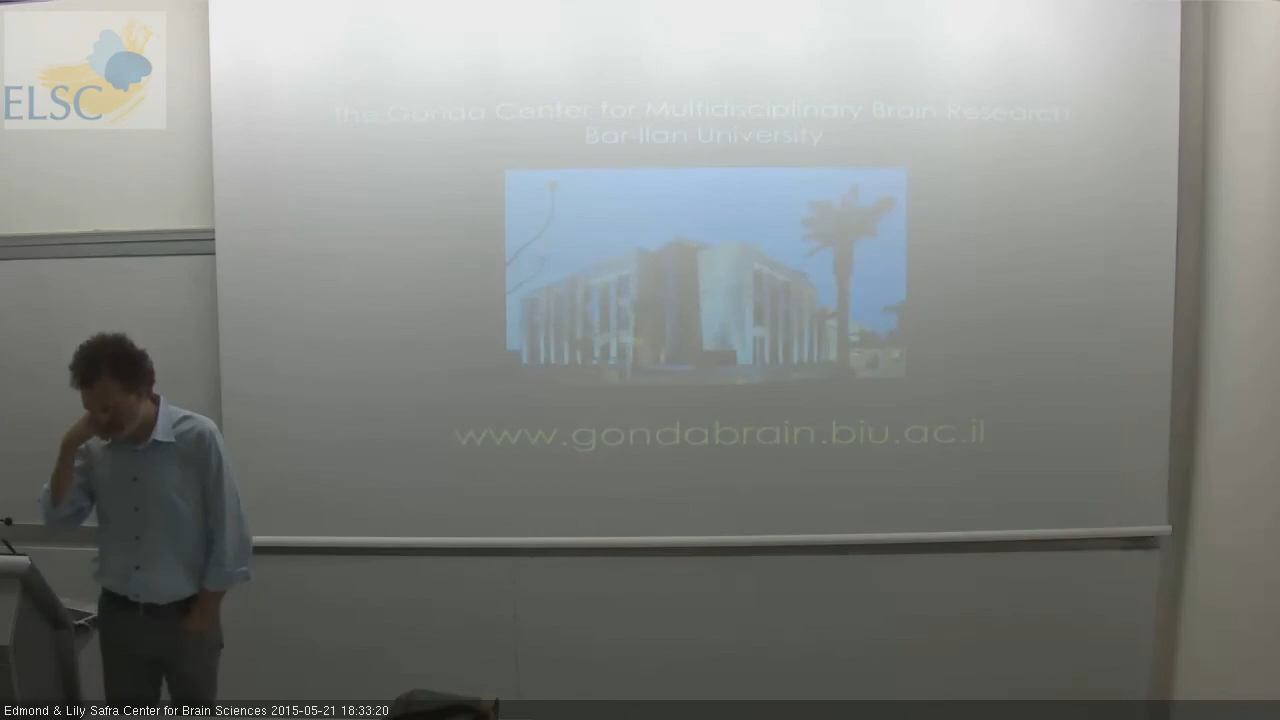 ELSC
The Gonda Center for Multidisciplinary Brain Research
Bar-Ilan University
www.gondabrain.biu.ac.il
Edmond & Lily Safra Center for Brain Sciences 2015-05-21 18:33:20